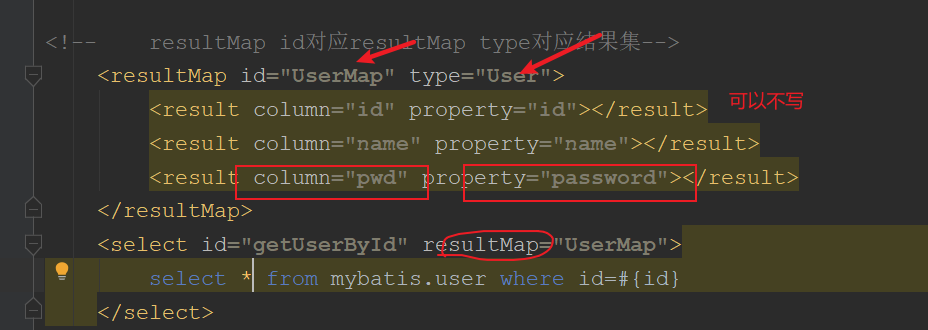 <!--    resultMap id对应resultMap type对应结果集-->
<resultMap id="UserMap" type="User">
<result column="id" property="id"></result> 可以不写
<result column="name" property="name"></result>
<result column="pwd" property="password"></result>
</resultMap>
<select id="getUserById" resultMap="UserMap">
select * from mybatis.user where id=#{id}
</select>